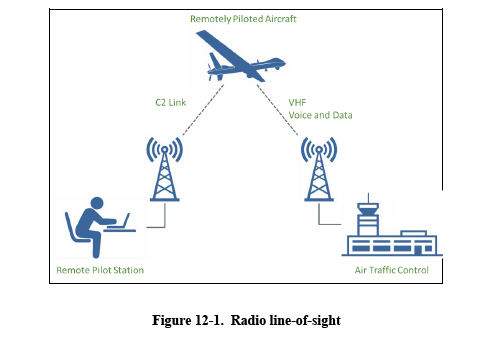 Remotely Piloted Aircraft
C2 Link
VHF
Voice and Data
Remote Pilot Station
Air Traffic Control
Figure 12-1. Radio line-of-sight